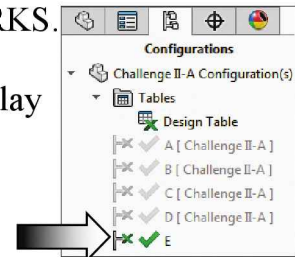 RKS.
lay
Configurations
Challenge II-A Configuration(s)
Tables
Design Table
A [ Challenge II-A ]
B [ Challenge II-A ]
C [ Challenge II-A ]
D [ Challenge II-A ]
E